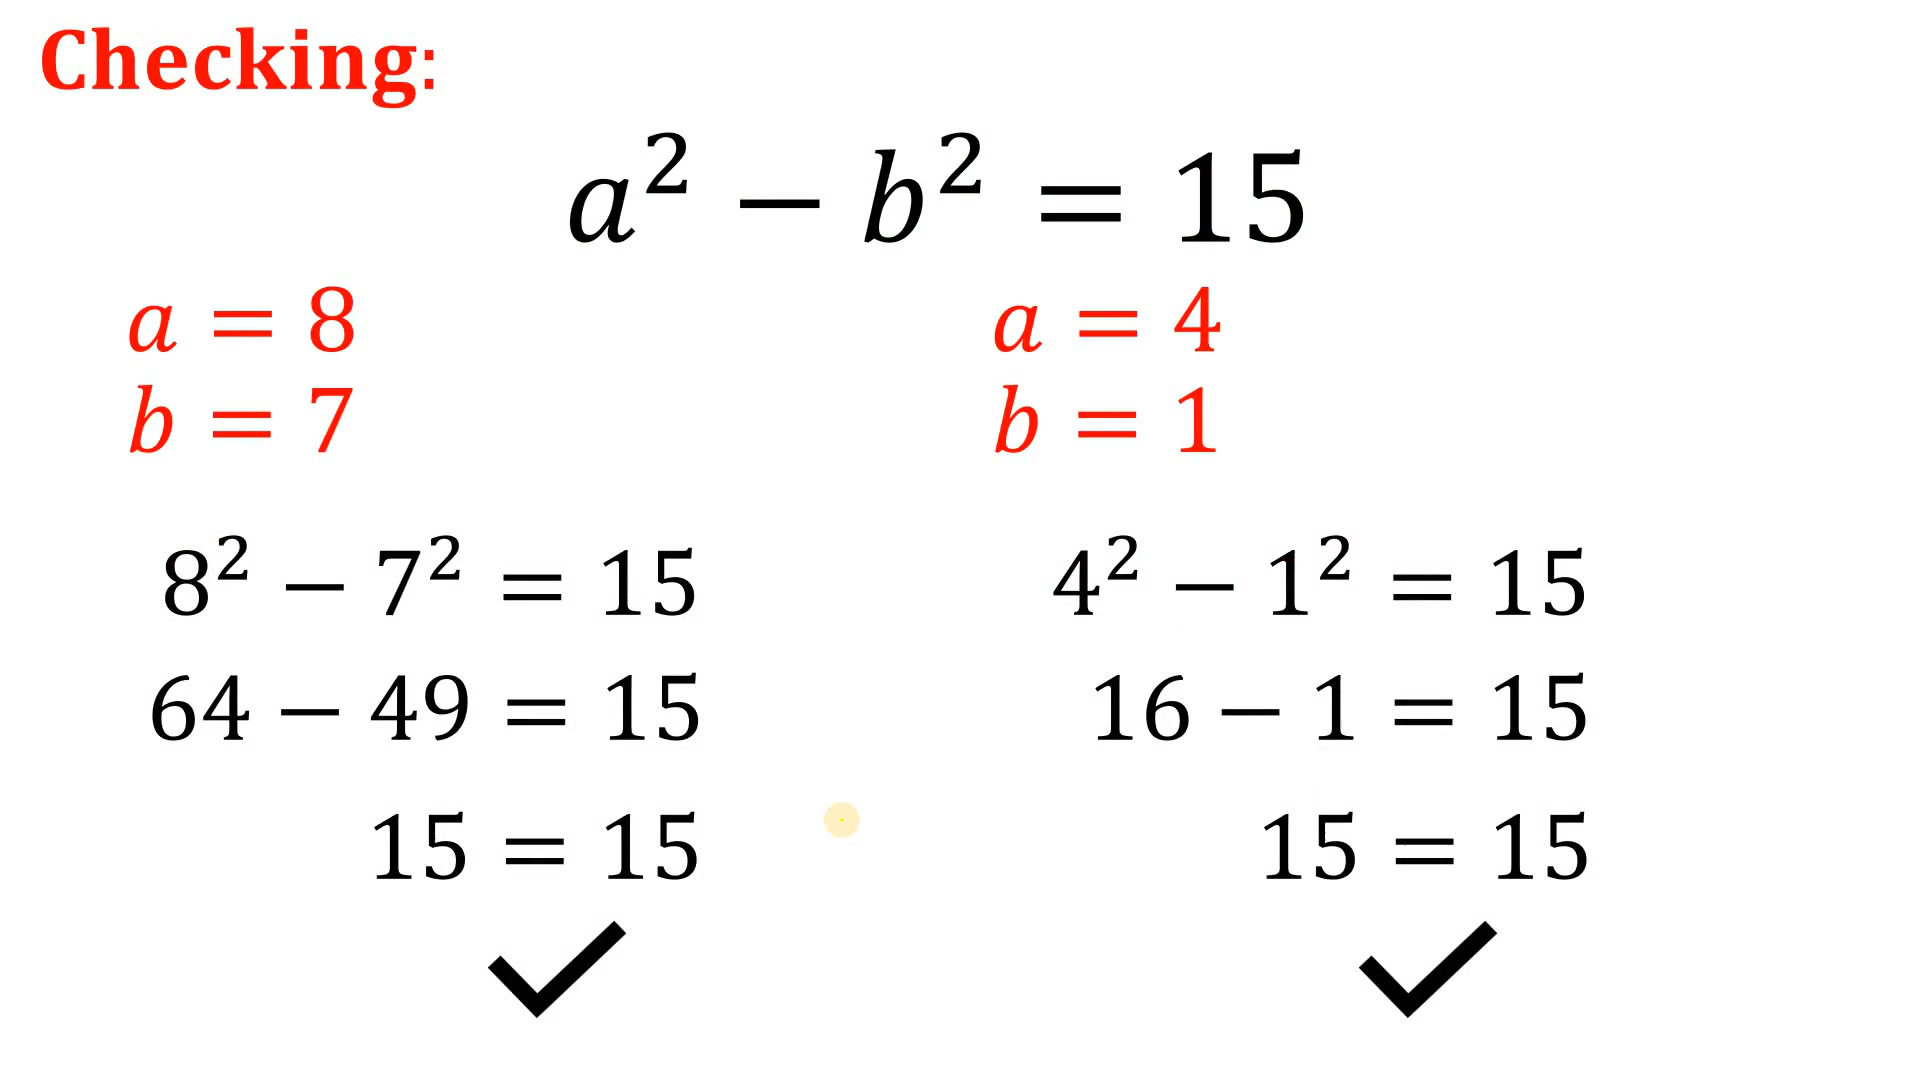 Checking:
a² − b² = 15
a = 8
b = 7
8² − 7² = 15
64 − 49 = 15
15 = 15
a = 4
b = 1
4² − 1² = 15
16 − 1 = 15
15 = 15